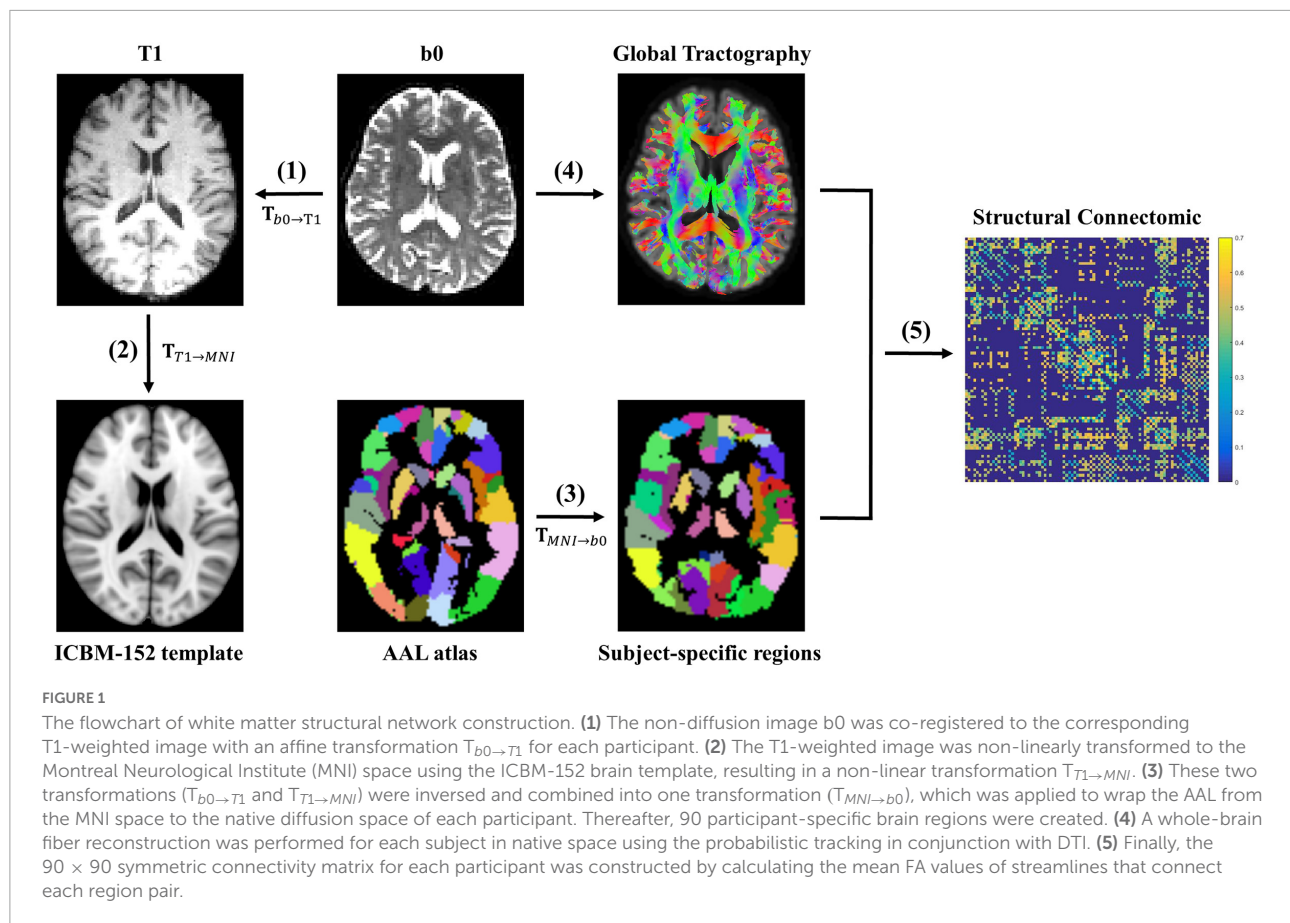 T1
b0
Global Tractography
(1)
T_{b0→T1}
(4)
Structural Connectomic
0.7
0.6
0.5
0.4
0.3
0.2
0.1
0
(5)
(2)
T_{T1→MNI}
(3)
T_{MNI→b0}
ICBM-152 template
AAL atlas
Subject-specific regions
FIGURE 1
The flowchart of white matter structural network construction. (1) The non-diffusion image b0 was co-registered to the corresponding
T1-weighted image with an affine transformation T_{b0→T1} for each participant. (2) The T1-weighted image was non-linearly transformed to the
Montreal Neurological Institute (MNI) space using the ICBM-152 brain template, resulting in a non-linear transformation T_{T1→MNI}. (3) These two
transformations (T_{b0→T1} and T_{T1→MNI}) were inversed and combined into one transformation (T_{MNI→b0}), which was applied to wrap the AAL from
the MNI space to the native diffusion space of each participant. Thereafter, 90 participant-specific brain regions were created. (4) A whole-brain
fiber reconstruction was performed for each subject in native space using the probabilistic tracking in conjunction with DTI. (5) Finally, the
90 × 90 symmetric connectivity matrix for each participant was constructed by calculating the mean FA values of streamlines that connect
each region pair.